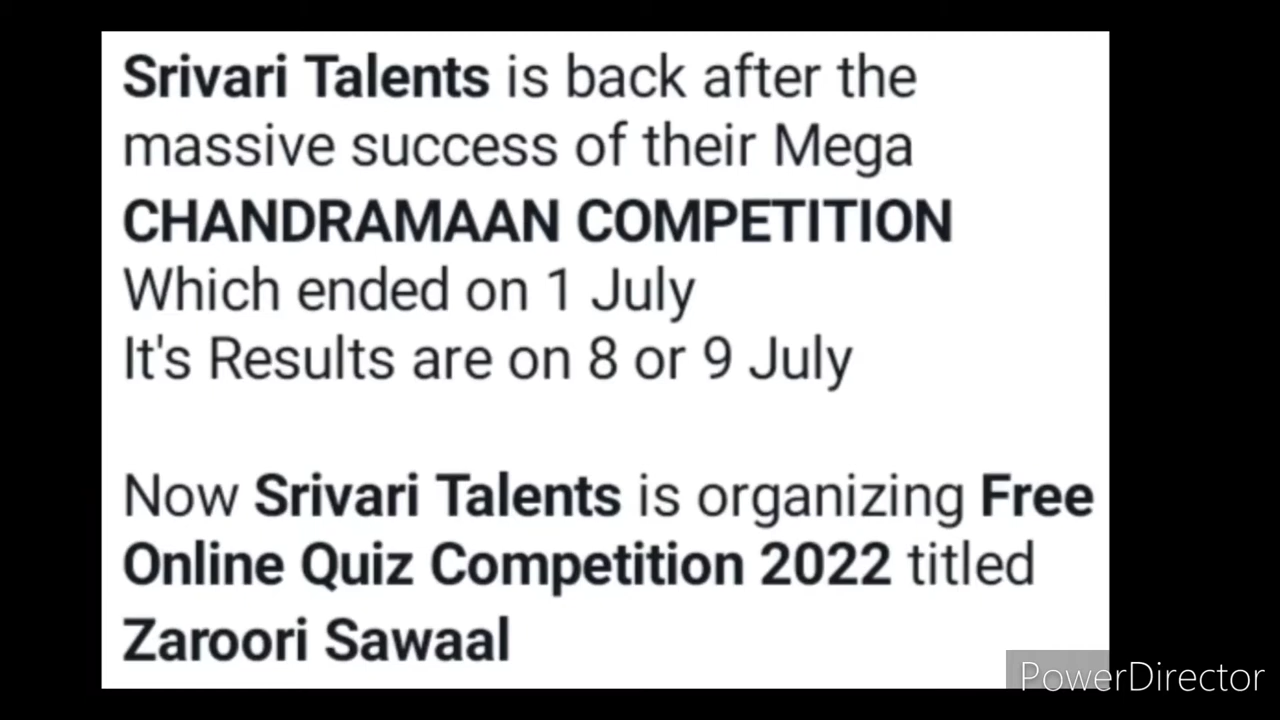 Srivari Talents is back after the
massive success of their Mega
CHANDRAMAAN COMPETITION
Which ended on 1 July
It's Results are on 8 or 9 July
Now Srivari Talents is organizing Free
Online Quiz Competition 2022 titled
Zaroori Sawaal
PowerDirector